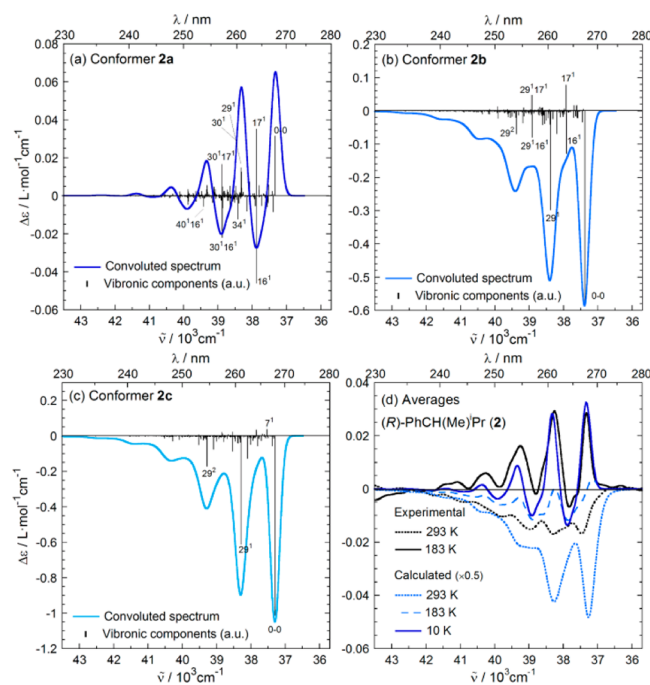 λ / nm
230 240 250 260 270
(a) Conformer 2a
0.08
0.06
0.04
0.02
0
-0.02
-0.04
-0.06
Δε / L·mol⁻¹cm⁻¹
29¹
30¹
17¹
0-0
30¹17¹
40¹16¹
34¹
30¹16¹
16¹
Convoluted spectrum
Vibronic components (a.u.)
43 42 41 40 39 38 37 36
ṽ / 10³cm⁻¹
λ / nm
230 240 250 260 270
(b) Conformer 2b
0.2
0.1
0
-0.1
-0.2
-0.3
-0.4
-0.5
-0.6
17¹
29¹17¹
29²
29¹16¹
16¹
29¹
0-0
Convoluted spectrum
Vibronic components (a.u.)
43 42 41 40 39 38 37 36
ṽ / 10³cm⁻¹
λ / nm
230 240 250 260 270
(c) Conformer 2c
0.2
0
-0.2
-0.4
-0.6
-0.8
-1
-1.2
Δε / L·mol⁻¹cm⁻¹
7¹
29²
29¹
0-0
Convoluted spectrum
Vibronic components (a.u.)
43 42 41 40 39 38 37 36
ṽ / 10³cm⁻¹
λ / nm
230 240 250 260 270
(d) Averages
(R)-PhCH(Me)ⁱPr (2)
0.04
0.02
0
-0.02
-0.04
-0.06
Experimental
293 K
183 K
Calculated (×0.5)
293 K
183 K
10 K
43 42 41 40 39 38 37 36
ṽ / 10³cm⁻¹